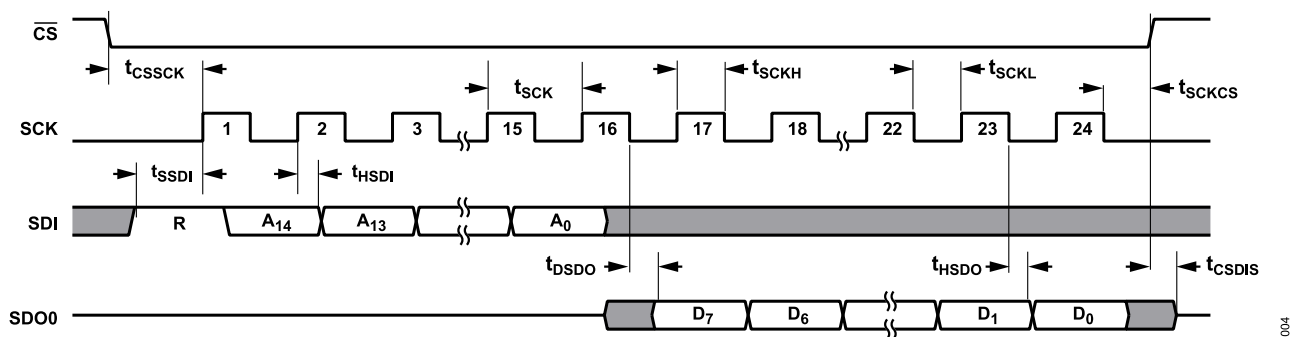 CS
tCSSCK
tSCK
tSCKH
tSCKL
tSCKCS
SCK
1 2 3 15 16 17 18 22 23 24
tSSDI
tHSDI
SDI
R A14 A13 A0
tDSDO
tHSDO
tCSDIS
SDO0
D7 D6 D1 D0
004